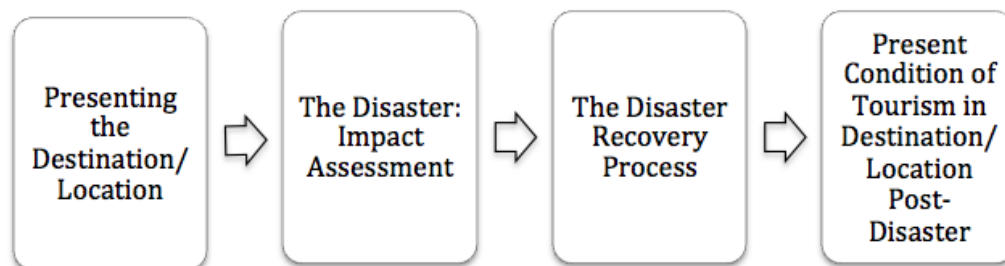 Presenting
the
Destination/
Location
The Disaster:
Impact
Assessment
The Disaster
Recovery
Process
Present
Condition of
Tourism in
Destination/
Location
Post-
Disaster